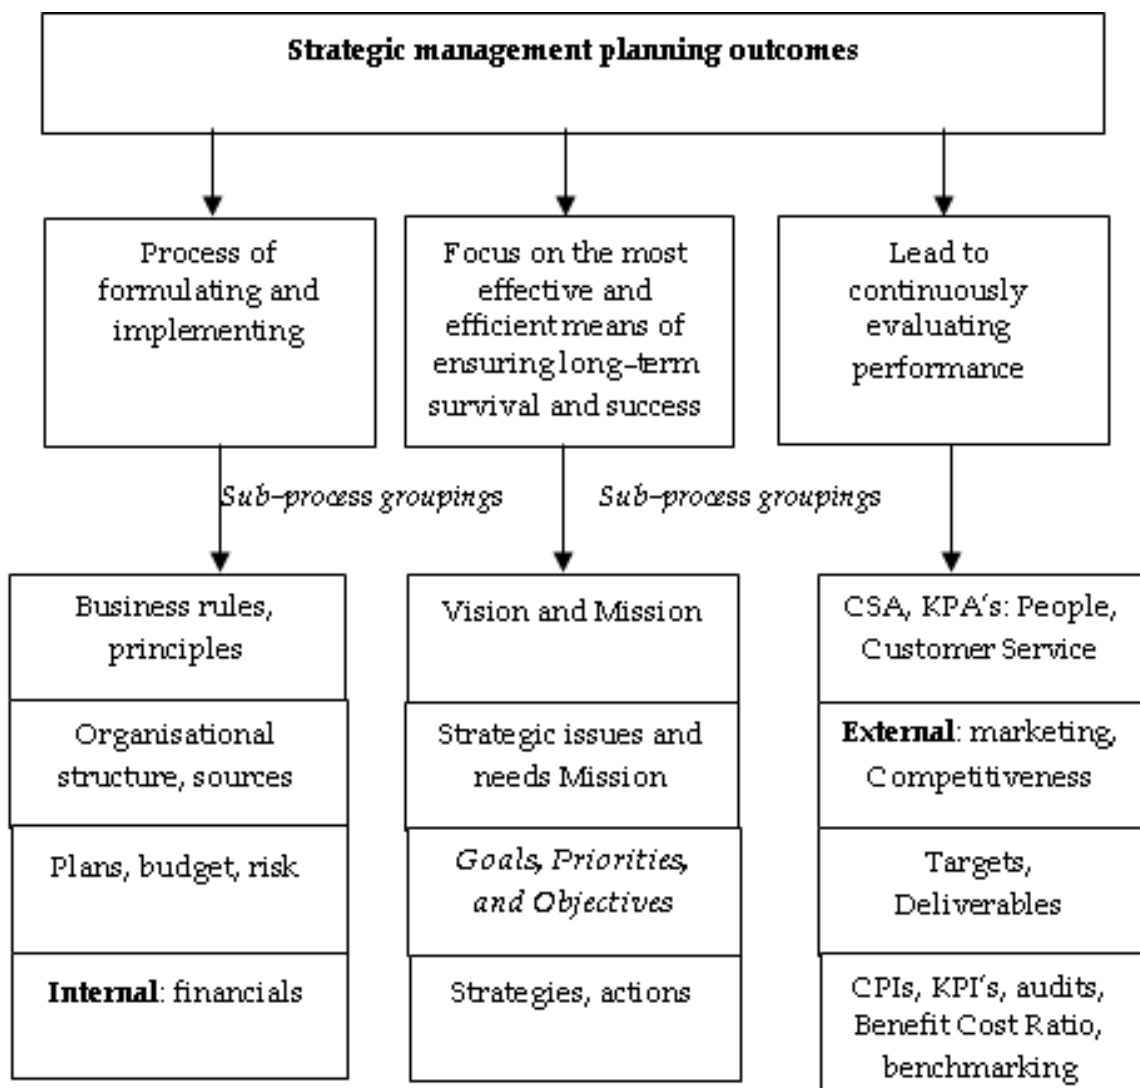 Strategic management planning outcomes
Process of
formulating and
implementing
Focus on the most
effective and
efficient means of
ensuring long-term
survival and success
Lead to
continuously
evaluating
performance
Sub-process groupings
Sub-process groupings
Business rules,
principles
Organisational
structure, sources
Plans, budget, risk
Internal: financials
Vision and Mission
Strategic issues and
needs Mission
Goals, Priorities,
and Objectives
Strategies, actions
CSA, KPA's: People,
Customer Service
External: marketing,
Competitiveness
Targets,
Deliverables
CPIs, KPI's, audits,
Benefit Cost Ratio,
benchmarking